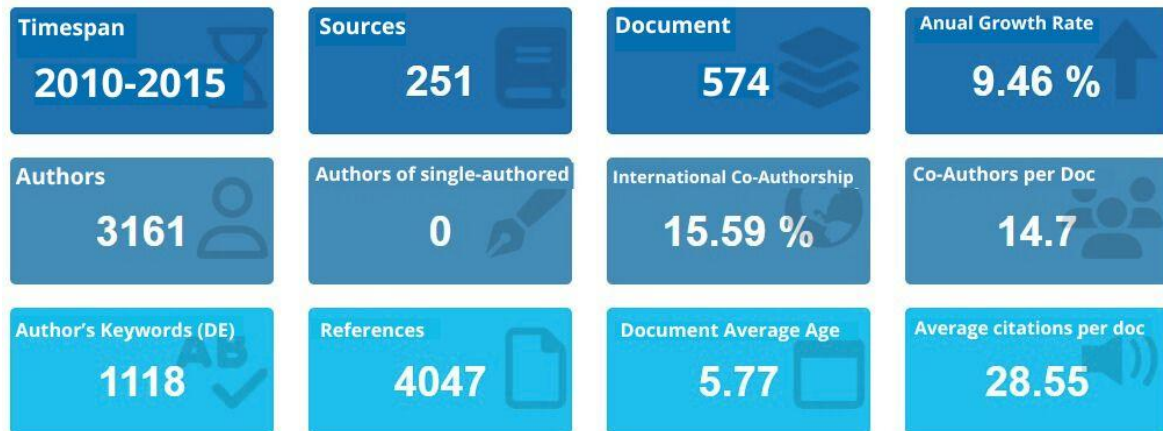 Timespan
2010-2015
Sources
251
Document
574
Anual Growth Rate
9.46 %
Authors
3161
Authors of single-authored
0
International Co-Authorship
15.59 %
Co-Authors per Doc
14.7
Author's Keywords (DE)
AB
1118
References
4047
Document Average Age
5.77
Average citations per doc
28.55